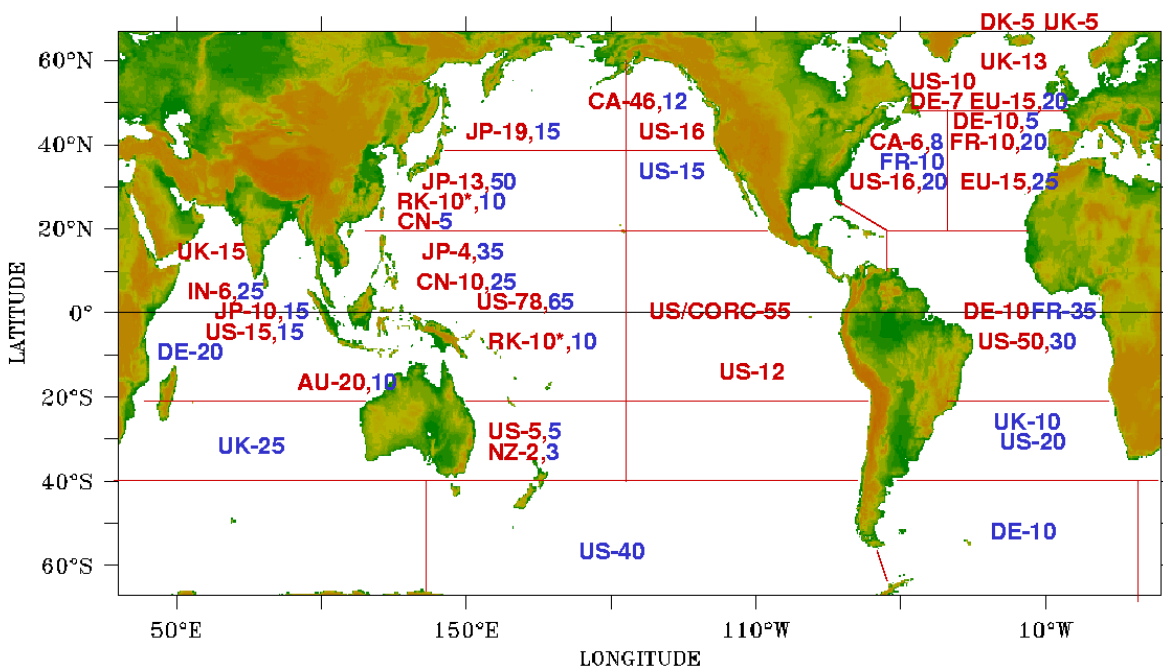 DK-5 UK-5
60°N
UK-13
US-10
CA-46,12
DE-7 EU-15,20
DE-10,5
JP-19,15
US-16
CA-6,8
FR-10,20
40°N
FR-10
US-15
JP-13,50
US-16,20
EU-15,25
RK-10*,10
CN-5
20°N
UK-15
JP-4,35
CN-10,25
IN-6,25
US-78,65
JP-10,15
US/CORC-55
DE-10FR-35
0°
US-15,15
RK-10*,10
US-50,30
DE-20
US-12
AU-20,10
20°S
UK-10
US-5,5
US-20
UK-25
NZ-2,3
40°S
DE-10
US-40
60°S
LATITUDE
50°E
150°E
110°W
10°W
LONGITUDE